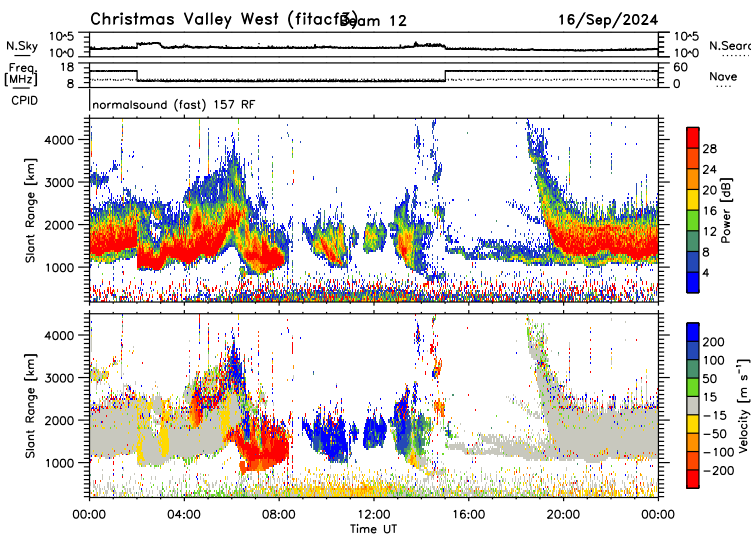 Christmas Valley West (fitacf3) Beam 12 16/Sep/2024
N.Sky 10^5 10^0 10^5 10^0 N.Sear
Freq [MHz] 18 8 60 0 Nave
CPID normalsound (fast) 157 RF
Slant Range [km] 4000 3000 2000 1000
Power [dB] 28 24 20 16 12 8 4
Slant Range [km] 4000 3000 2000 1000
Velocity [m s⁻¹] 200 100 50 15 −15 −50 −100 −200
00:00 04:00 08:00 12:00 16:00 20:00 00:00
Time UT